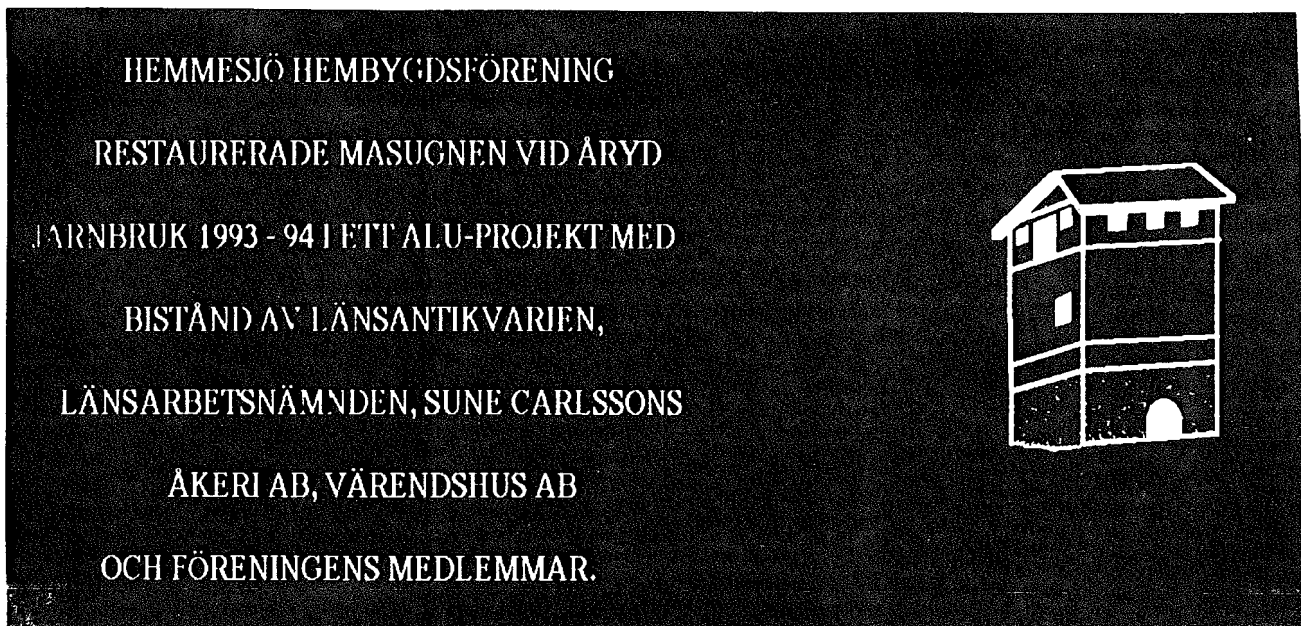 HEMMESJÖ HEMBYGDSFÖRENING
RESTAURERADE MASUGNEN VID ÅRYD
JÄRNBRUK 1993 - 94 I ETT ALU-PROJEKT MED
BISTÅND AV LÄNSANTIKVARIEN,
LÄNSARBETSNÄMNDEN, SUNE CARLSSONS
ÅKERI AB, VÄRENDSHUS AB
OCH FÖRENINGENS MEDLEMMAR.